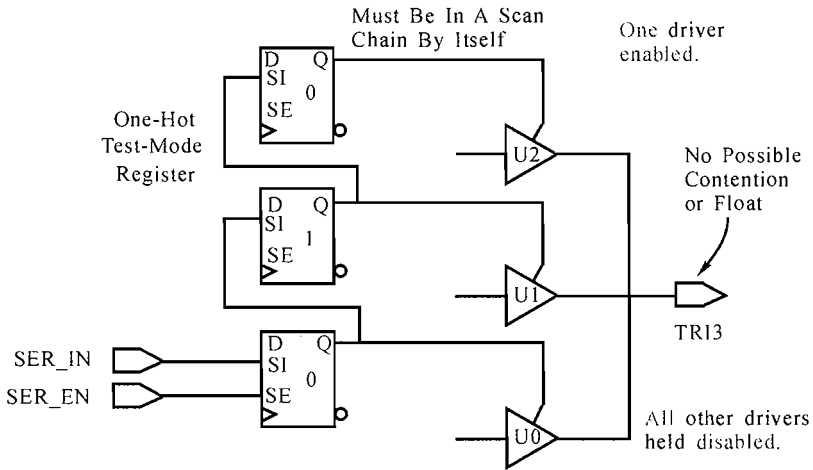 Must Be In A Scan
Chain By Itself
One driver
enabled.
D Q
SI
0
SE
One-Hot
Test-Mode
Register
U2
No Possible
Contention
or Float
D Q
SI
1
SE
U1
TRI3
SER_IN
SER_EN
D Q
SI
0
SE
U0
All other drivers
held disabled.